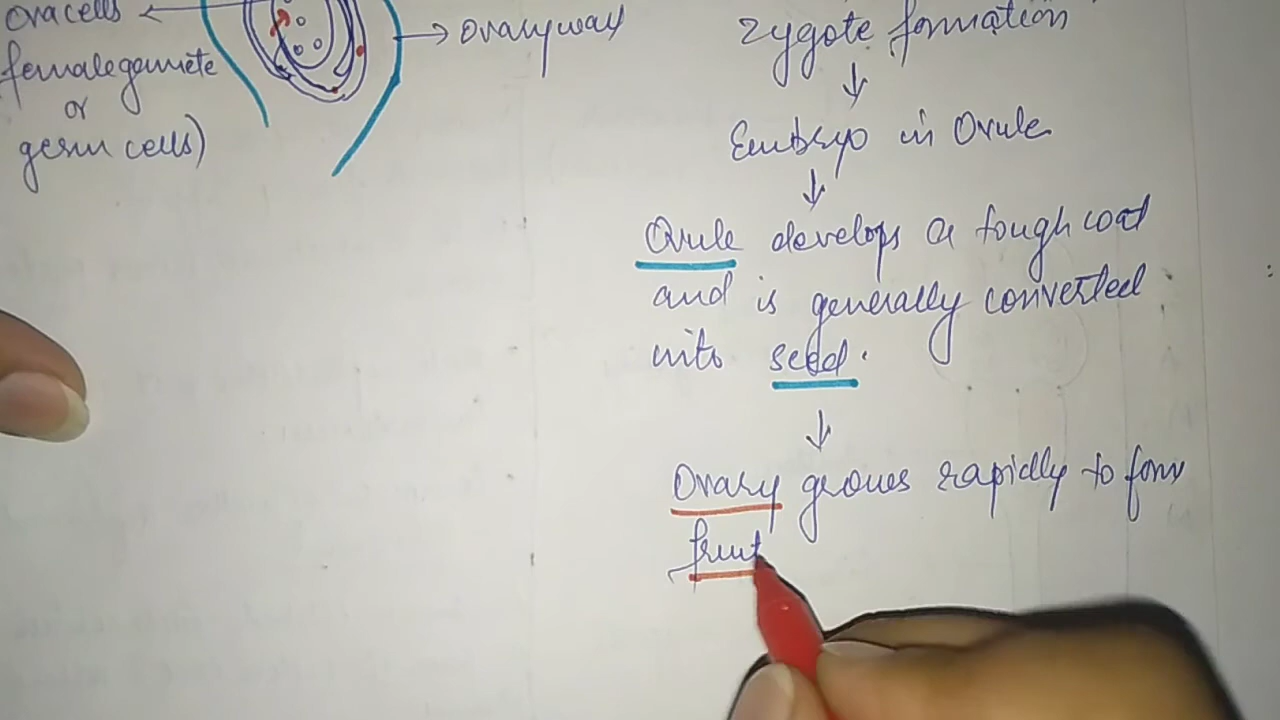 ova cells
female gamete
or
germ cells)
ovary way
zygote formation
Embryo in Ovule
Ovule develops a tough coat
and is generally converted
into seed.
Ovary grows rapidly to form
fruit